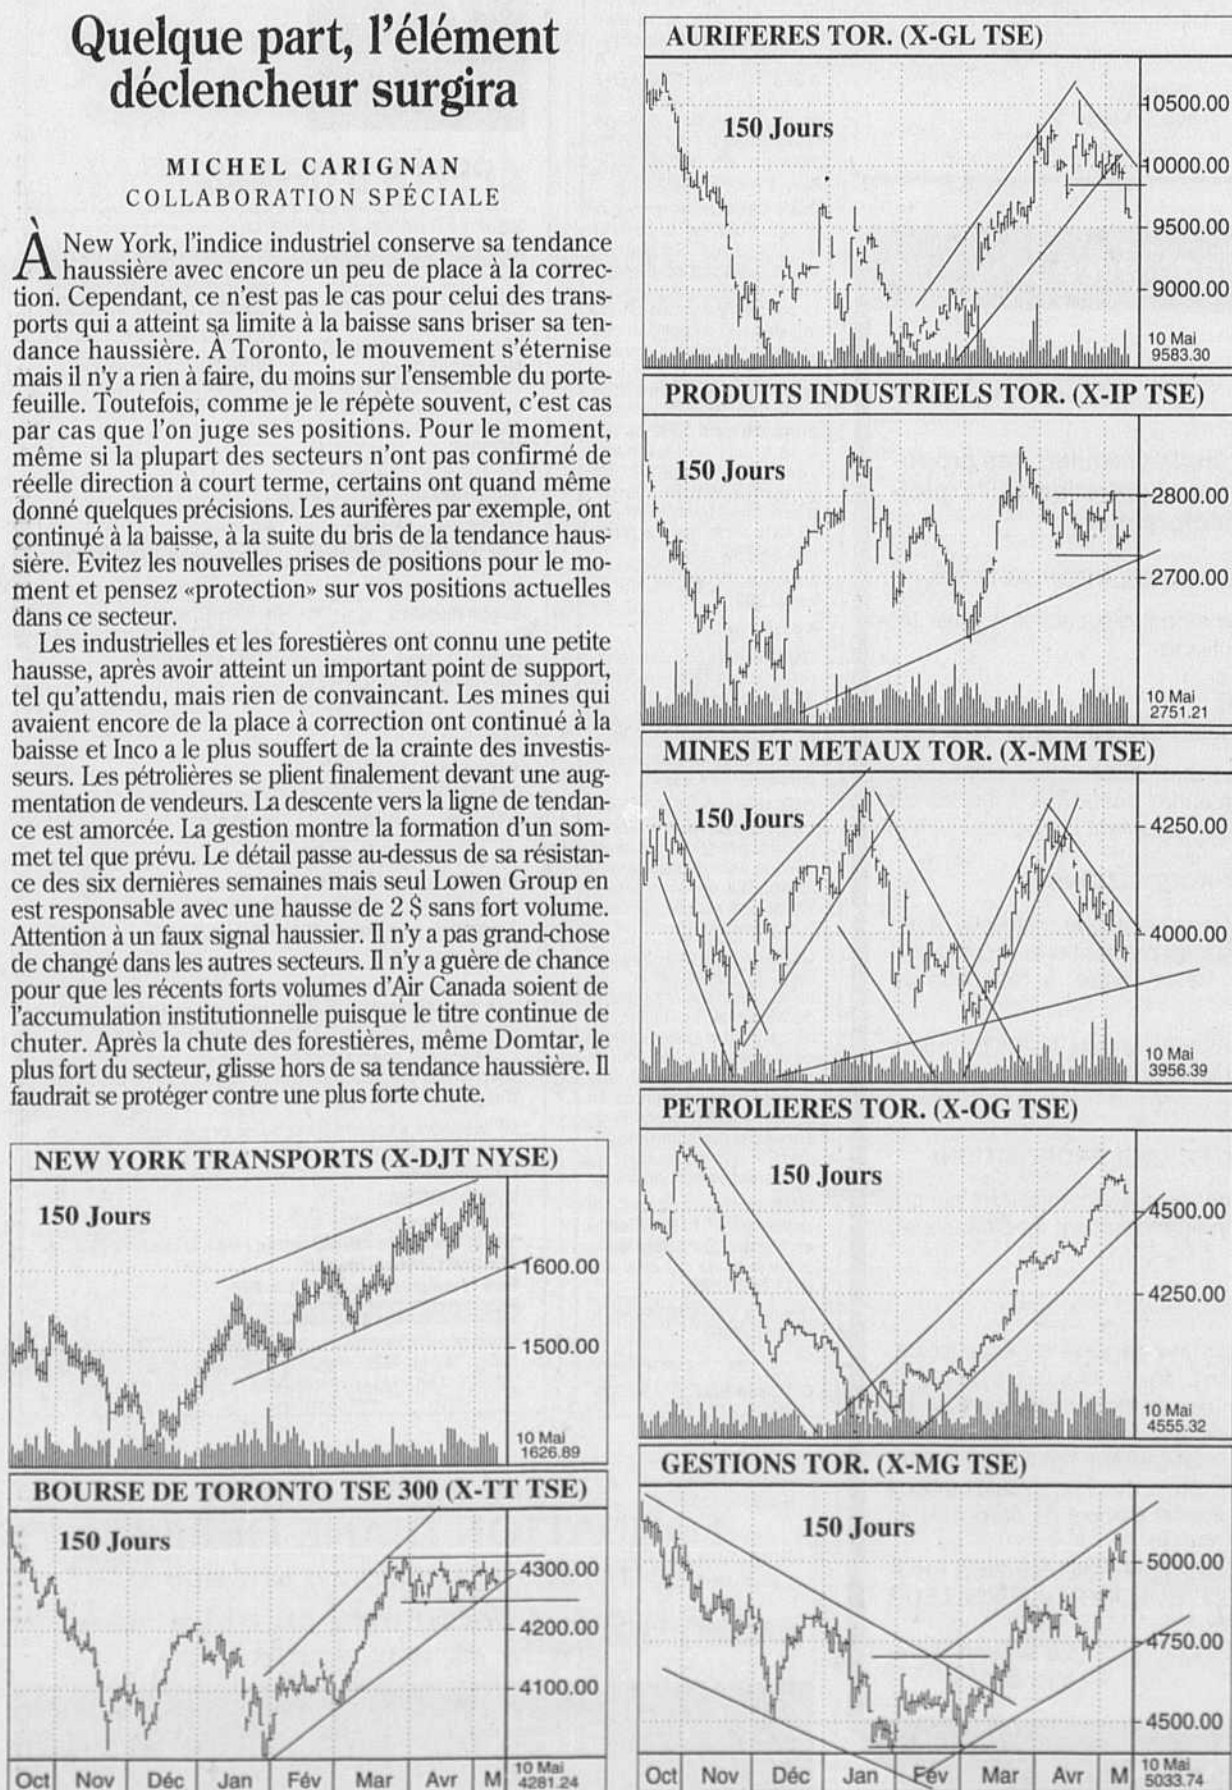 Quelque part, l'élément
déclencheur surgira
MICHEL CARIGNAN
COLLABORATION SPÉCIALE
À New York, l'indice industriel conserve sa tendance
haussière avec encore un peu de place à la correc-
tion. Cependant, ce n'est pas le cas pour celui des trans-
ports qui a atteint sa limite à la baisse sans briser sa ten-
dance haussière. À Toronto, le mouvement s'éternise
mais il n'y a rien à faire, du moins sur l'ensemble du porte-
feuille. Toutefois, comme je le répète souvent, c'est cas
par cas que l'on juge ses positions. Pour le moment,
même si la plupart des secteurs n'ont pas confirmé de
réelle direction à court terme, certains ont quand même
donné quelques précisions. Les aurifères par exemple, ont
continué à la baisse, à la suite du bris de la tendance haus-
sière. Evitez les nouvelles prises de positions pour le mo-
ment et pensez «protection» sur vos positions actuelles
dans ce secteur.
Les industrielles et les forestières ont connu une petite
hausse, après avoir atteint un important point de support,
tel qu'attendu, mais rien de convaincant. Les mines qui
avaient encore de la place à correction ont continué à la
baisse et Inco a le plus souffert de la crainte des investis-
seurs. Les pétrolières se plient finalement devant une aug-
mentation de vendeurs. La descente vers la ligne de tendan-
ce est amorcée. La gestion montre la formation d'un som-
met tel que prévu. Le détail passe au-dessus de sa résistan-
ce des six dernières semaines mais seul Lowen Group en
est responsable avec une hausse de 2 $ sans fort volume.
Attention à un faux signal haussier. Il n'y a pas grand-chose
de changé dans les autres secteurs. Il n'y a guère de chance
pour que les récents forts volumes d'Air Canada soient de
l'accumulation institutionnelle puisque le titre continue de
chuter. Après la chute des forestières, même Domtar, le
plus fort du secteur, glisse hors de sa tendance haussière. Il
faudrait se protéger contre une plus forte chute.
NEW YORK TRANSPORTS (X-DJT NYSE)
150 Jours
1600.00
1500.00
10 Mai
1626.89
BOURSE DE TORONTO TSE 300 (X-TT TSE)
150 Jours
4300.00
4200.00
4100.00
Oct Nov Déc Jan Fév Mar Avr M
10 Mai
4281.24
AURIFERES TOR. (X-GL TSE)
150 Jours
10500.00
10000.00
9500.00
9000.00
10 Mai
9583.30
PRODUITS INDUSTRIELS TOR. (X-IP TSE)
150 Jours
2800.00
2700.00
10 Mai
2751.21
MINES ET METAUX TOR. (X-MM TSE)
150 Jours
4250.00
4000.00
10 Mai
3956.39
PETROLIERES TOR. (X-OG TSE)
150 Jours
4500.00
4250.00
10 Mai
4555.32
GESTIONS TOR. (X-MG TSE)
150 Jours
5000.00
4750.00
4500.00
Oct Nov Déc Jan Fév Mar Avr M
10 Mai
5033.74